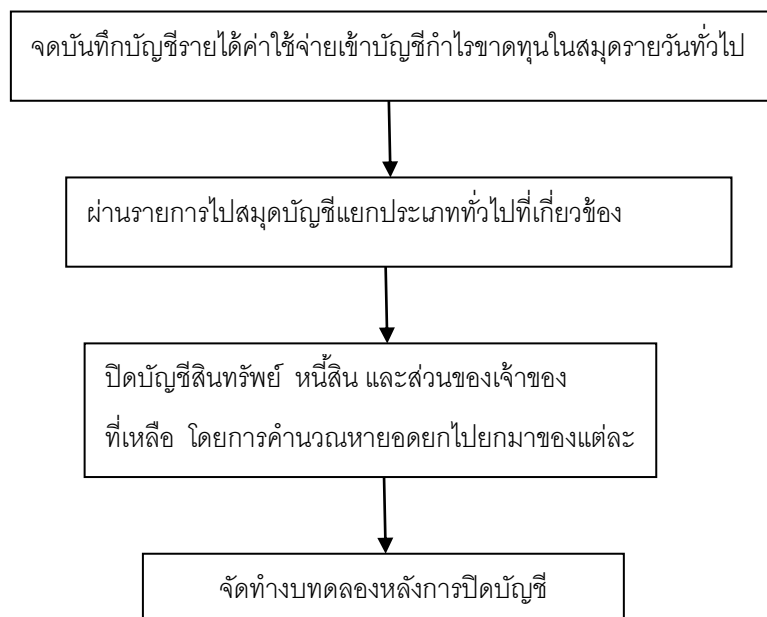 จดบันทึกบัญชีรายได้ค่าใช้จ่ายเข้าบัญชีกำไรขาดทุนในสมุดรายวันทั่วไป
ผ่านรายการไปสมุดบัญชีแยกประเภททั่วไปที่เกี่ยวข้อง
ปิดบัญชีสินทรัพย์ หนี้สิน และส่วนของเจ้าของ
ที่เหลือ โดยการคำนวณหายอดยกไปยกมาของแต่ละ
จัดทำงบทดลองหลังการปิดบัญชี